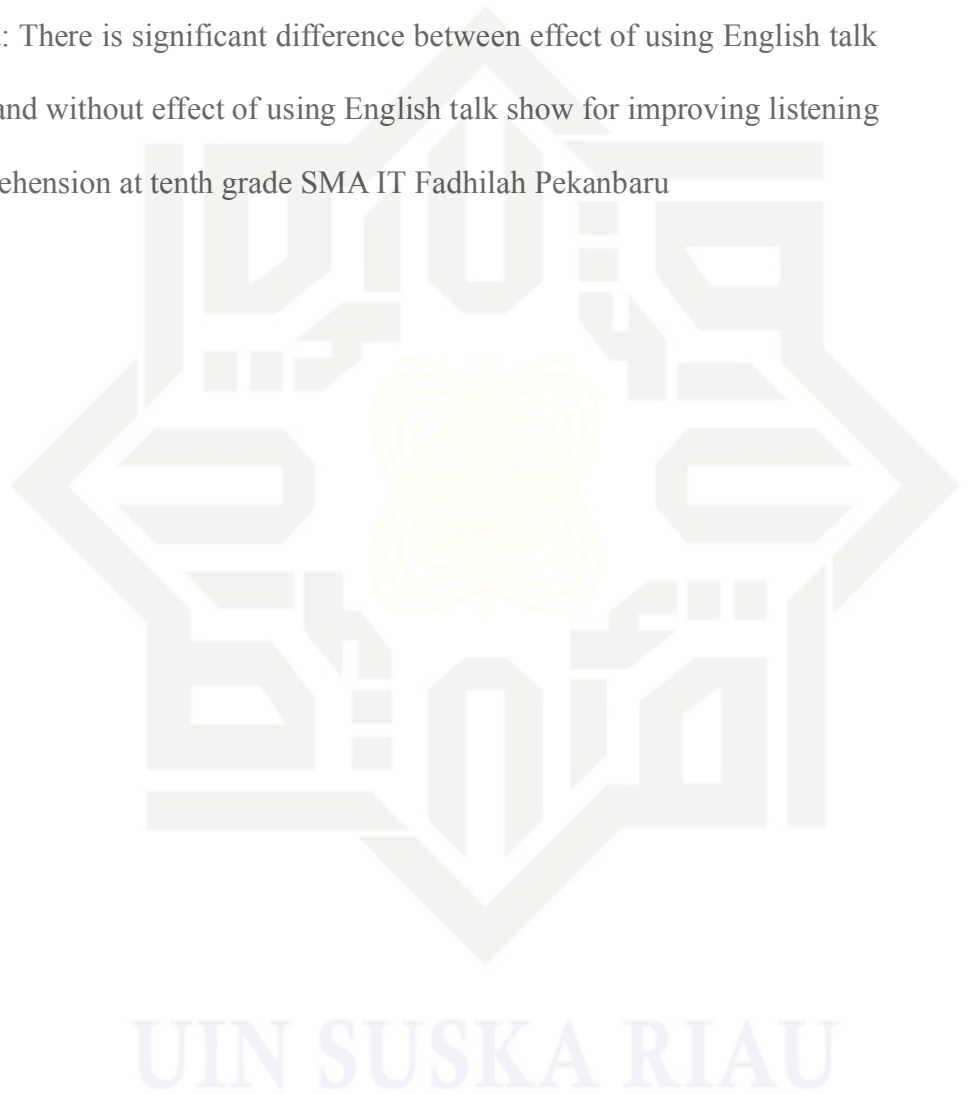 : There is significant difference between effect of using English talk
and without effect of using English talk show for improving listening
ehension at tenth grade SMA IT Fadhilah Pekanbaru
UIN SUSKA RIAU